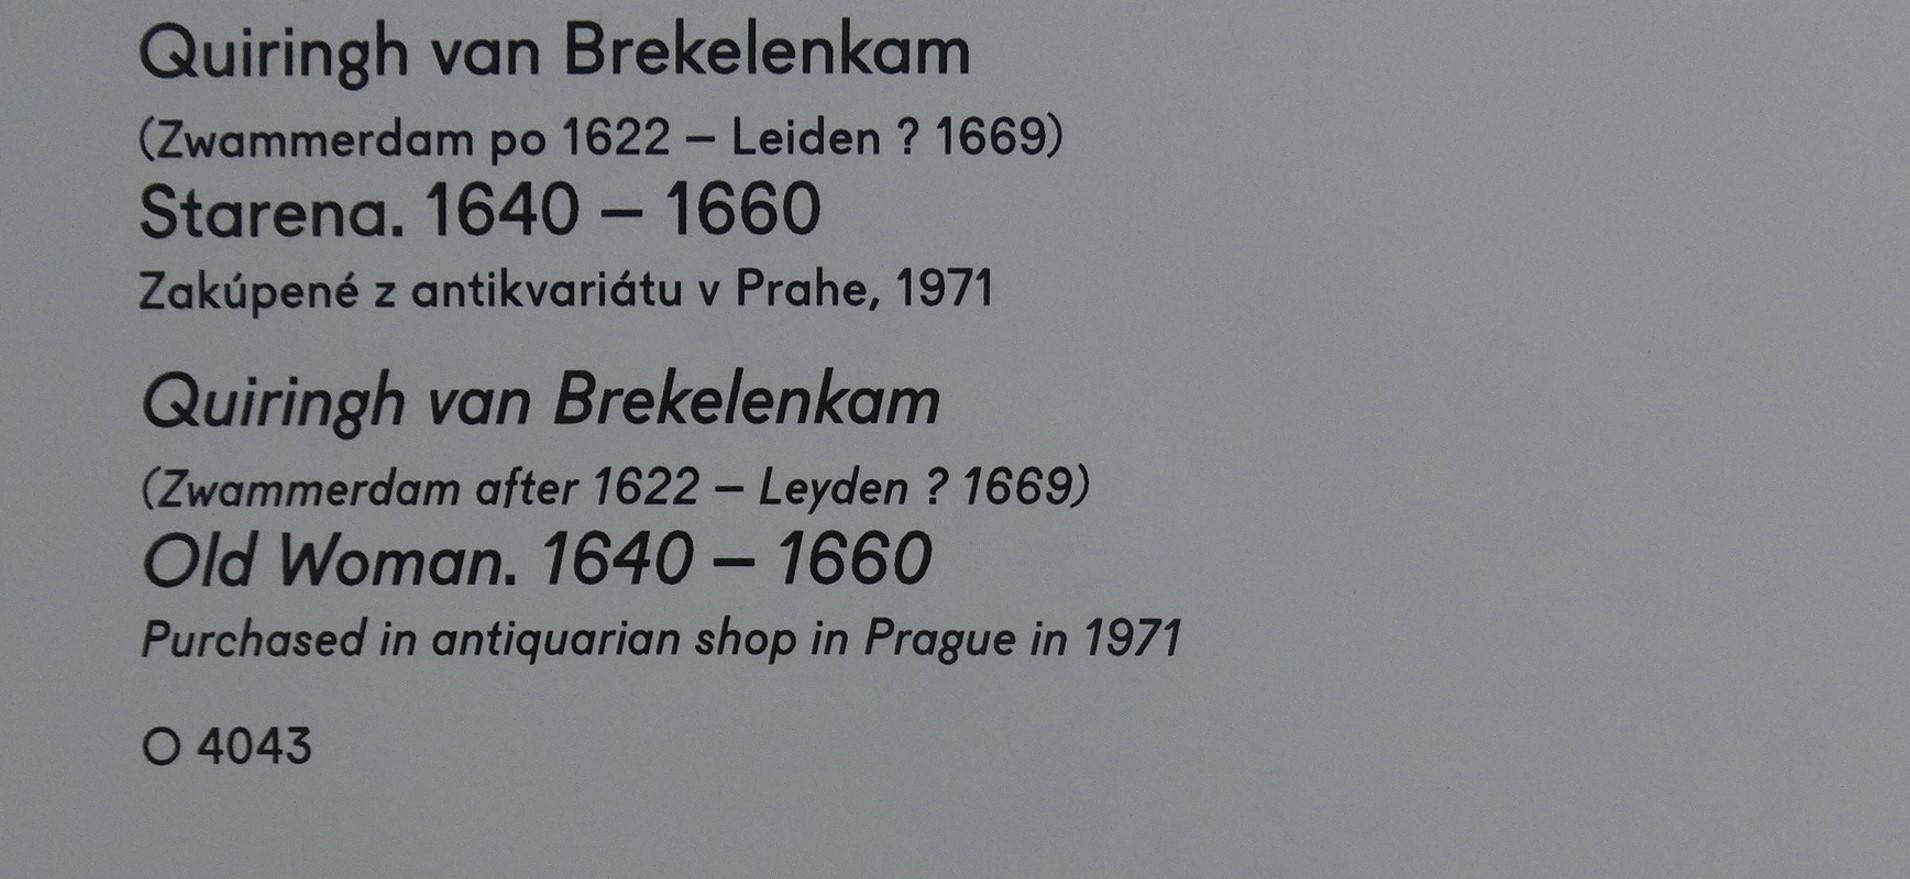 Quiringh van Brekelenkam
(Zwammerdam po 1622 – Leiden ? 1669)
Starena. 1640 – 1660
Zakúpené z antikvariátu v Prahe, 1971
Quiringh van Brekelenkam
(Zwammerdam after 1622 – Leyden ? 1669)
Old Woman. 1640 – 1660
Purchased in antiquarian shop in Prague in 1971
O 4043